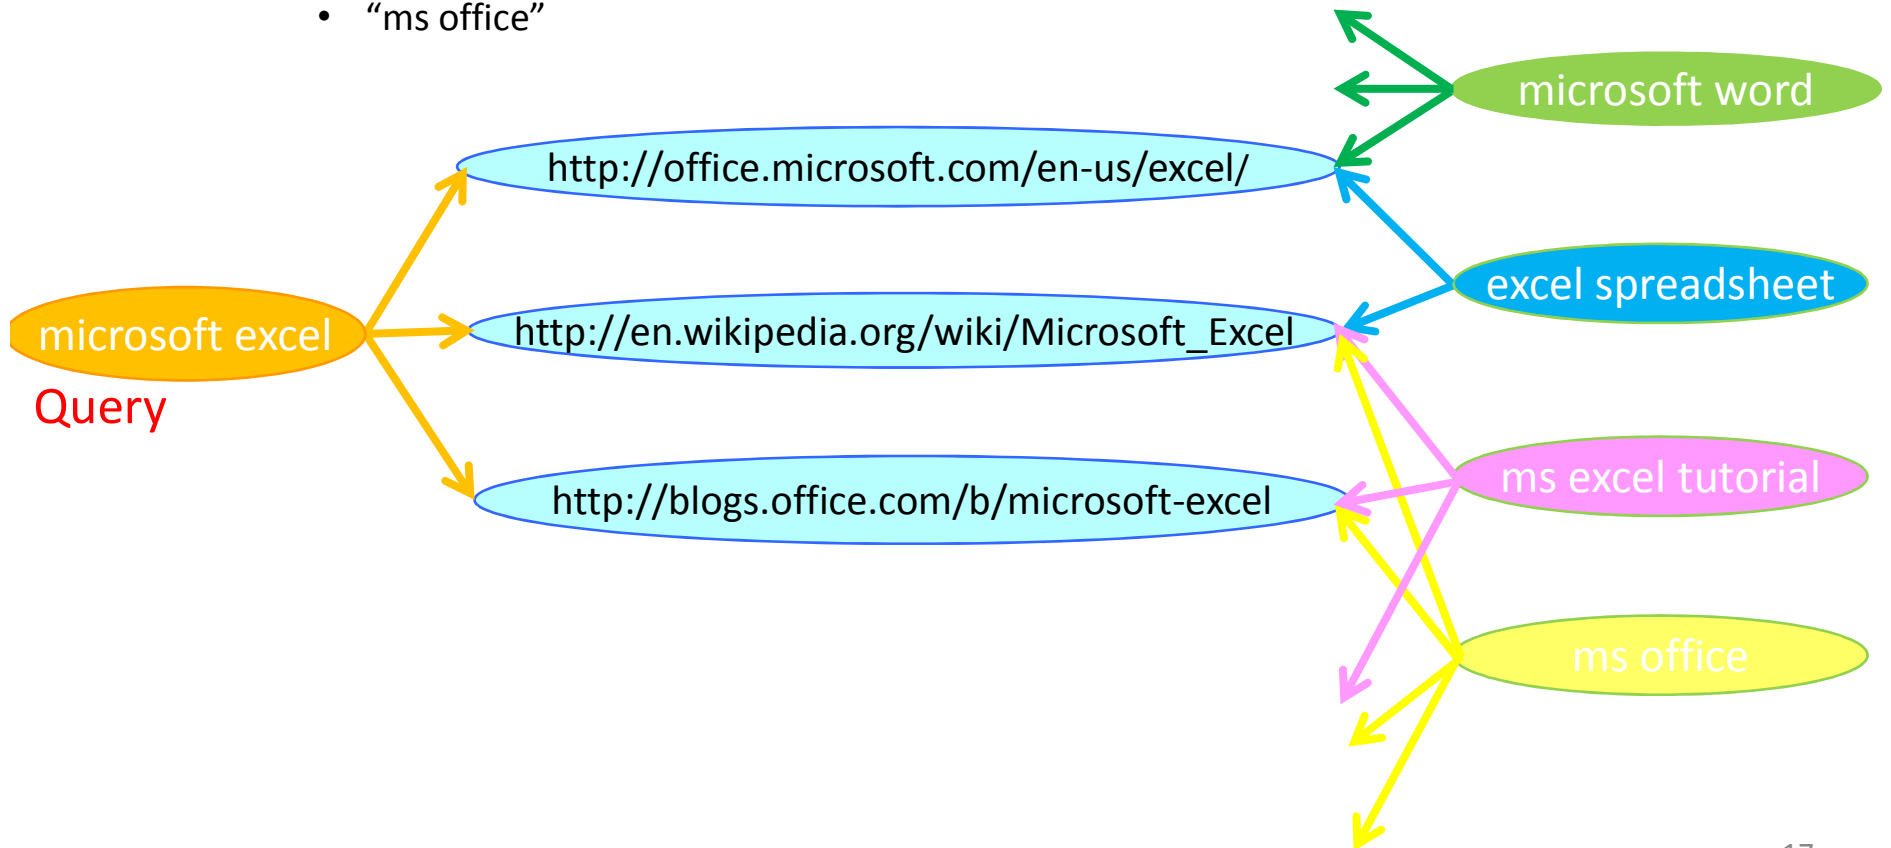 • “ms office”
microsoft word
http://office.microsoft.com/en-us/excel/
excel spreadsheet
microsoft excel
http://en.wikipedia.org/wiki/Microsoft_Excel
Query
ms excel tutorial
http://blogs.office.com/b/microsoft-excel
ms office
17